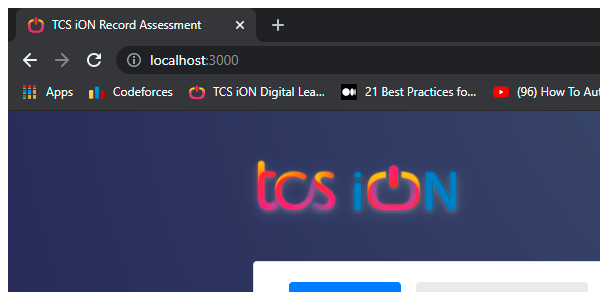 TCS iON Record Assessment
localhost:3000
Apps Codeforces TCS iON Digital Lea... 21 Best Practices fo... (96) How To Aut
tcs iON